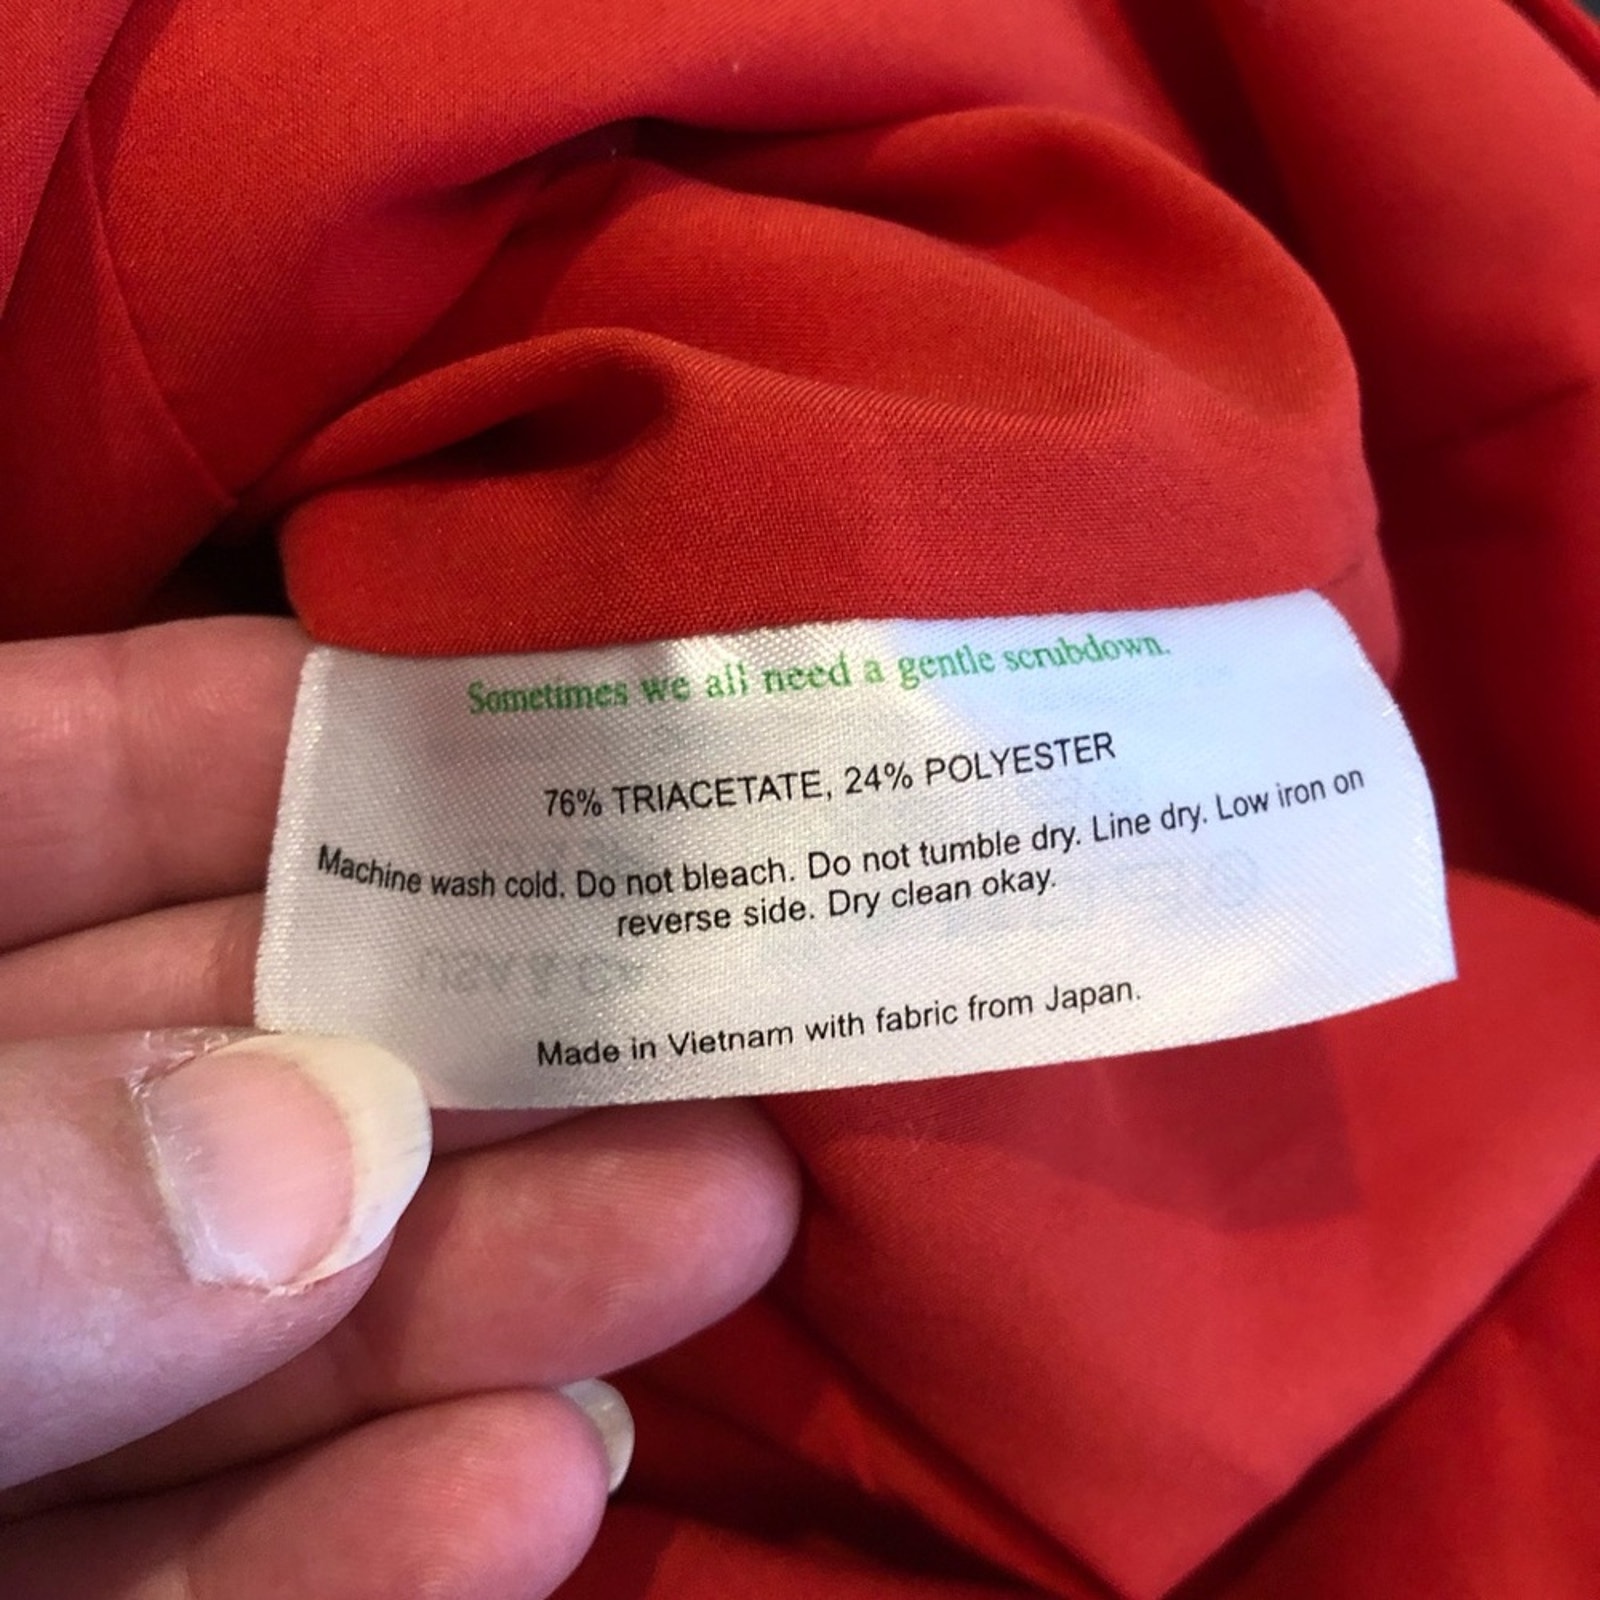 Sometimes we all need a gentle scrubdown.
76% TRIACETATE, 24% POLYESTER
Machine wash cold. Do not bleach. Do not tumble dry. Line dry. Low iron on
reverse side. Dry clean okay.
Made in Vietnam with fabric from Japan.